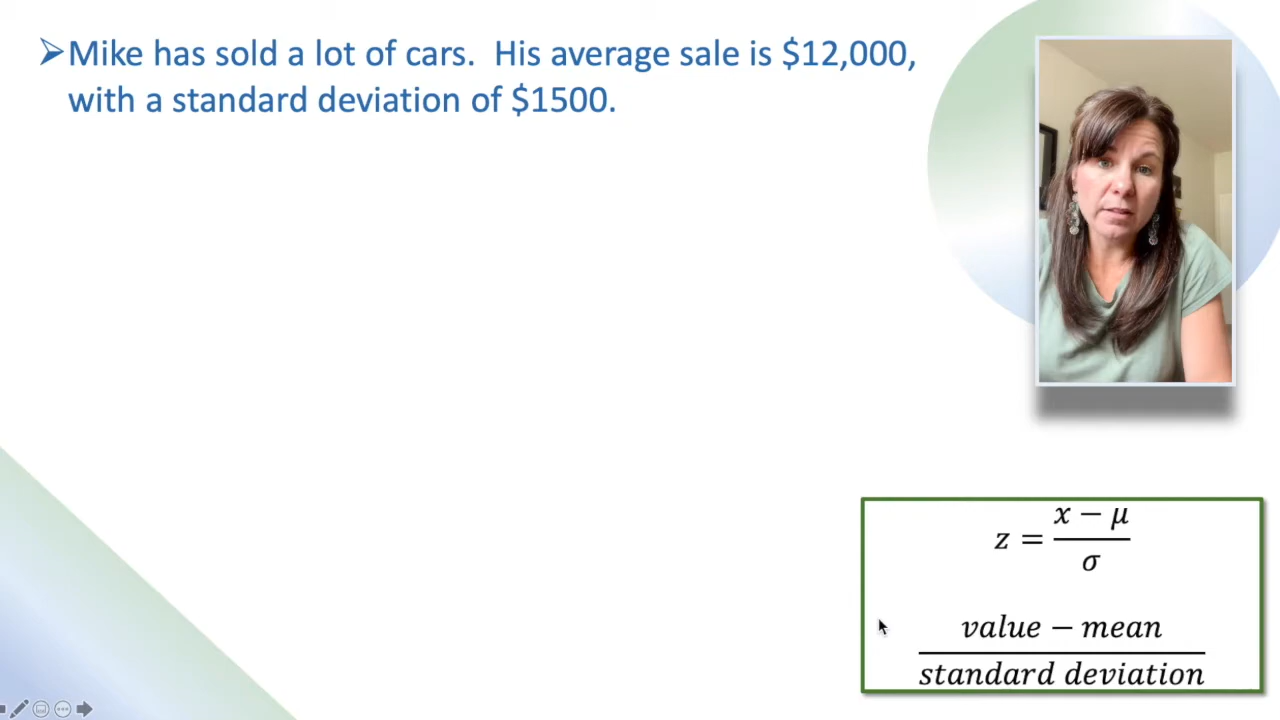 ➢Mike has sold a lot of cars.  His average sale is $12,000,
with a standard deviation of $1500.
z = (x − μ) / σ
value − mean
standard deviation